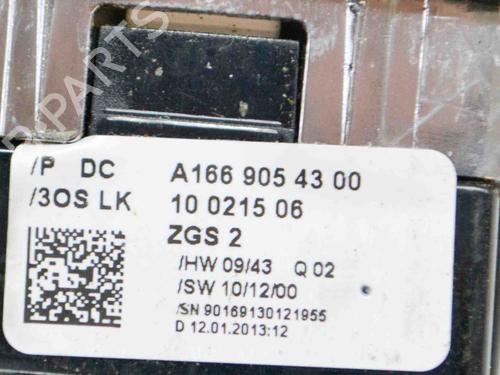 /P DC A166 905 43 00
/3OS LK 10 0215 06
ZGS 2
/HW 09/43 Q 02
/SW 10/12/00
/SN 90169130121955
D 12.01.2013:12